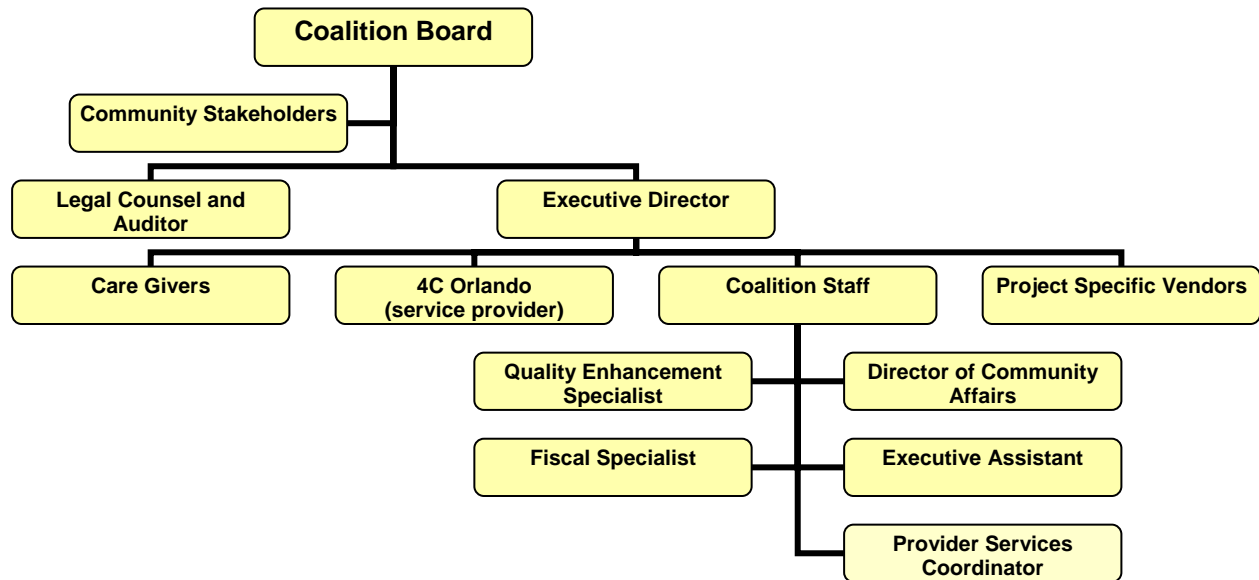 Coalition Board
Community Stakeholders
Legal Counsel and
Auditor
Executive Director
Care Givers
4C Orlando
(service provider)
Coalition Staff
Project Specific Vendors
Quality Enhancement
Specialist
Director of Community
Affairs
Fiscal Specialist
Executive Assistant
Provider Services
Coordinator